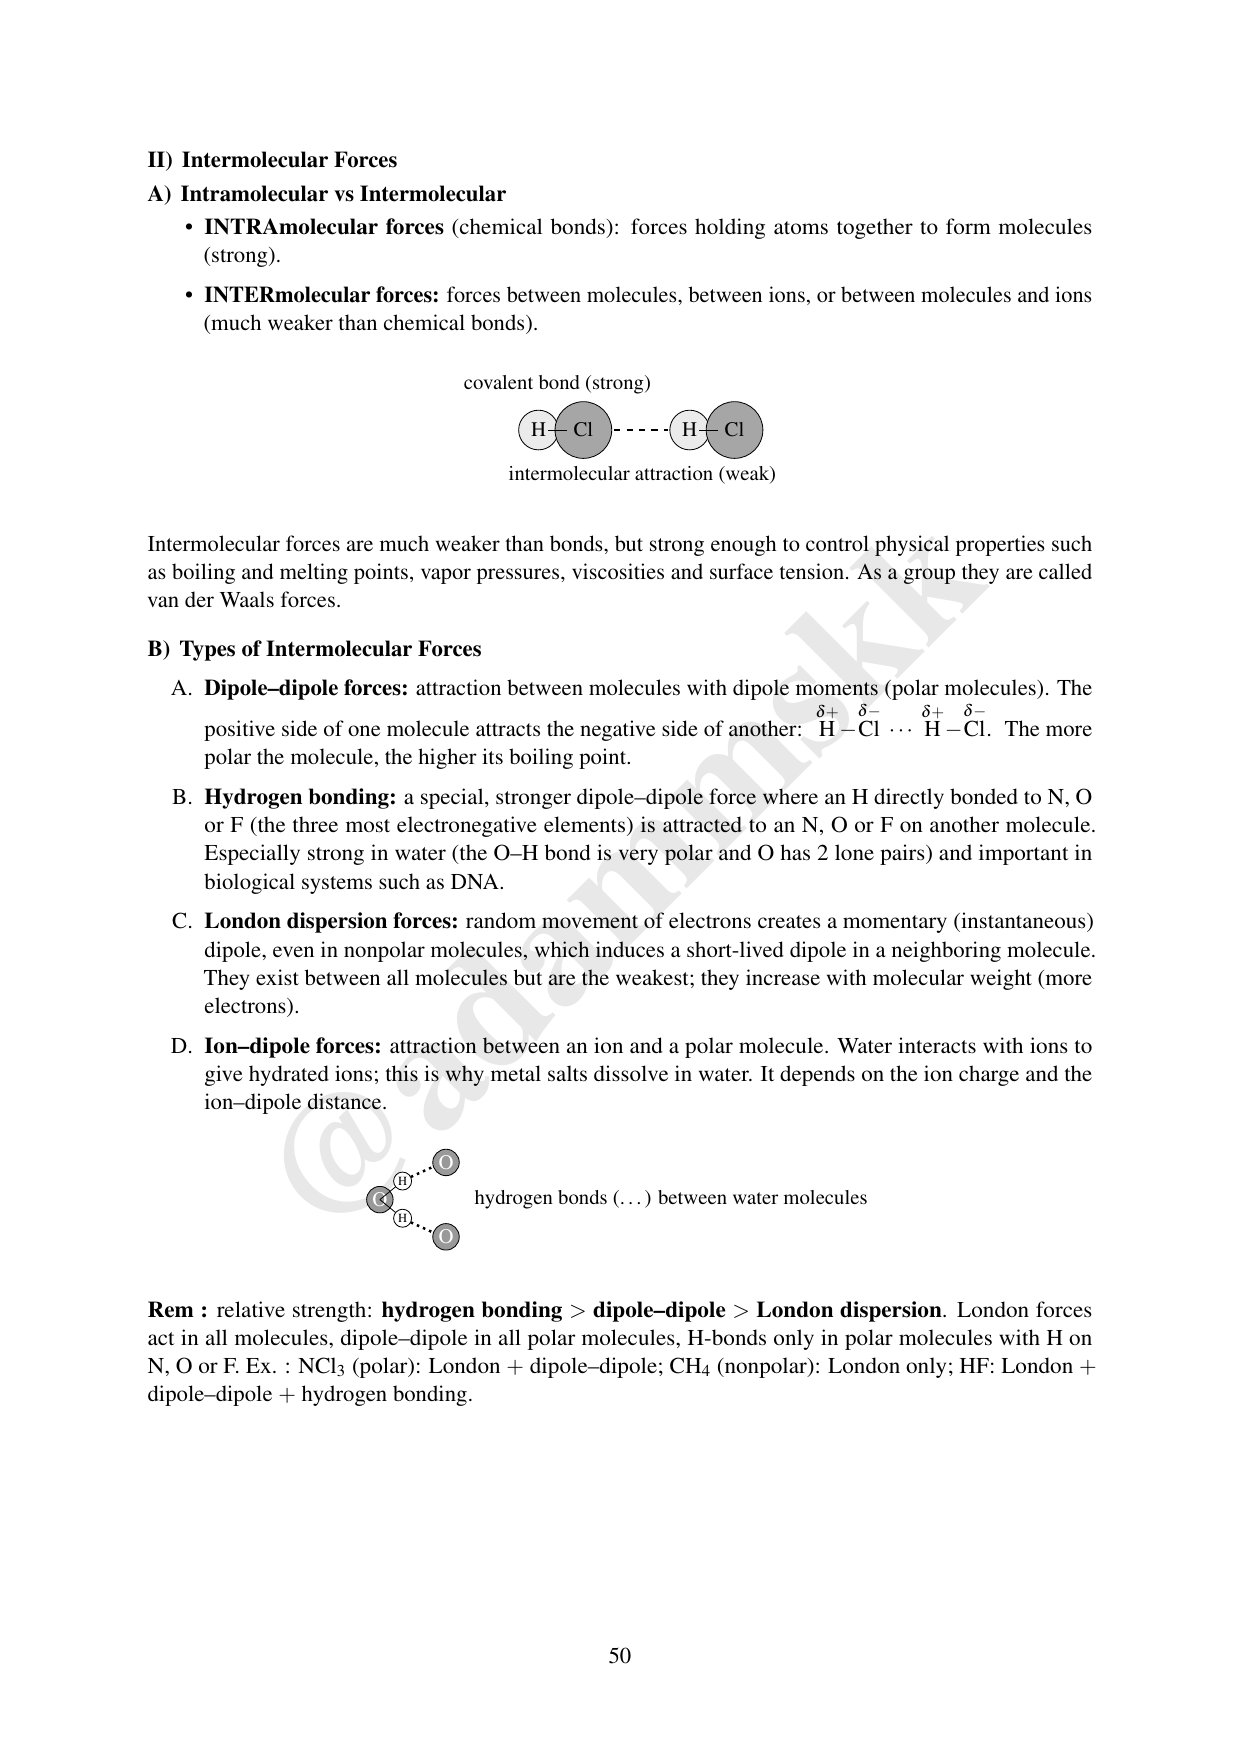 II) Intermolecular Forces
A) Intramolecular vs Intermolecular
• INTRAmolecular forces (chemical bonds): forces holding atoms together to form molecules
(strong).
• INTERmolecular forces: forces between molecules, between ions, or between molecules and ions
(much weaker than chemical bonds).
covalent bond (strong)
H Cl H Cl
intermolecular attraction (weak)
Intermolecular forces are much weaker than bonds, but strong enough to control physical properties such
as boiling and melting points, vapor pressures, viscosities and surface tension. As a group they are called
van der Waals forces.
B) Types of Intermolecular Forces
A. Dipole–dipole forces: attraction between molecules with dipole moments (polar molecules). The
δ+ δ− δ+ δ−
positive side of one molecule attracts the negative side of another: H −Cl ··· H −Cl. The more
polar the molecule, the higher its boiling point.
B. Hydrogen bonding: a special, stronger dipole–dipole force where an H directly bonded to N, O
or F (the three most electronegative elements) is attracted to an N, O or F on another molecule.
Especially strong in water (the O–H bond is very polar and O has 2 lone pairs) and important in
biological systems such as DNA.
C. London dispersion forces: random movement of electrons creates a momentary (instantaneous)
dipole, even in nonpolar molecules, which induces a short-lived dipole in a neighboring molecule.
They exist between all molecules but are the weakest; they increase with molecular weight (more
electrons).
D. Ion–dipole forces: attraction between an ion and a polar molecule. Water interacts with ions to
give hydrated ions; this is why metal salts dissolve in water. It depends on the ion charge and the
ion–dipole distance.
O
H
O hydrogen bonds (...) between water molecules
H
O
Rem : relative strength: hydrogen bonding > dipole–dipole > London dispersion. London forces
act in all molecules, dipole–dipole in all polar molecules, H-bonds only in polar molecules with H on
N, O or F. Ex. : NCl₃ (polar): London + dipole–dipole; CH₄ (nonpolar): London only; HF: London +
dipole–dipole + hydrogen bonding.
@adammskk
50